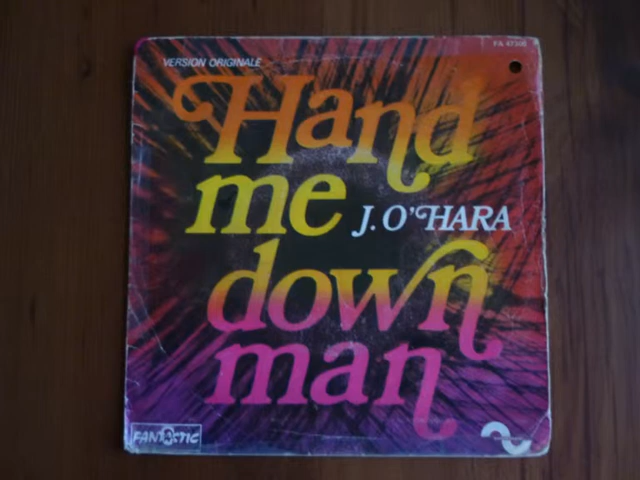 VERSION ORIGINALE
Hand
me
J. O'HARA
down
man
FANTASTIC